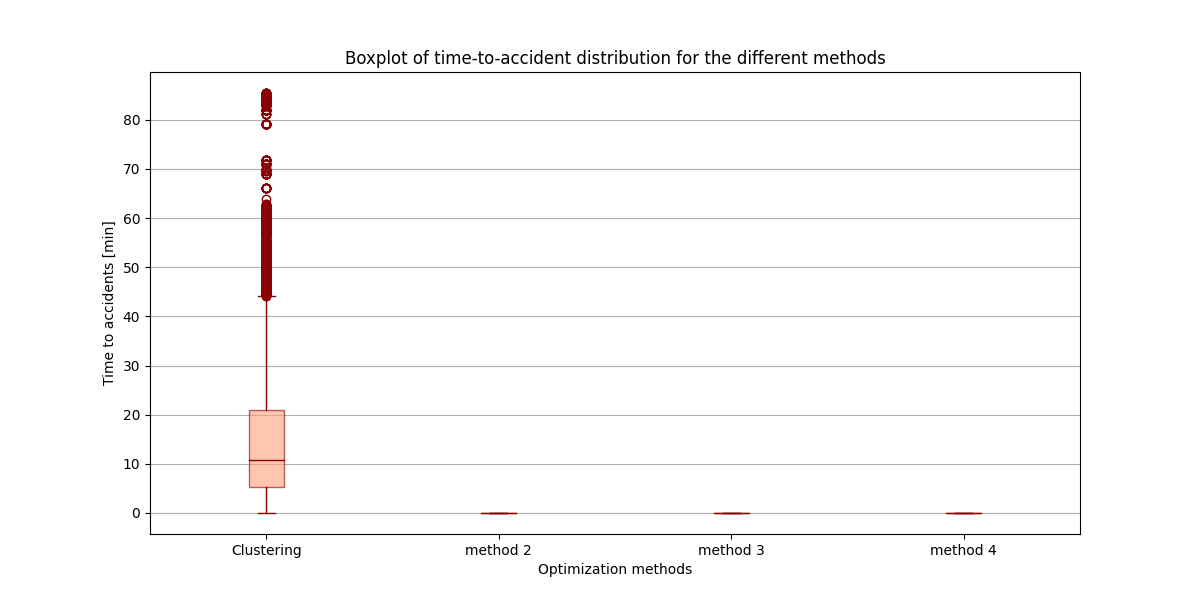 Boxplot of time-to-accident distribution for the different methods
Time to accidents [min]
80
70
60
50
40
30
20
10
0
Clustering method 2 method 3 method 4
Optimization methods